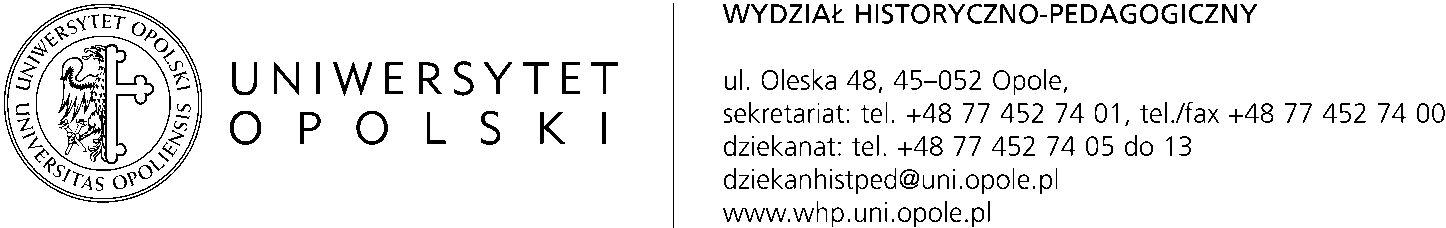 UNIWERSYTET OPOLSKI
UNIVERSITAS OPOLIENSIS
UNIWERSYTET
OPOLSKI
WYDZIAŁ HISTORYCZNO-PEDAGOGICZNY
ul. Oleska 48, 45–052 Opole,
sekretariat: tel. +48 77 452 74 01, tel./fax +48 77 452 74 00
dziekanat: tel. +48 77 452 74 05 do 13
dziekanhistped@uni.opole.pl
www.whp.uni.opole.pl